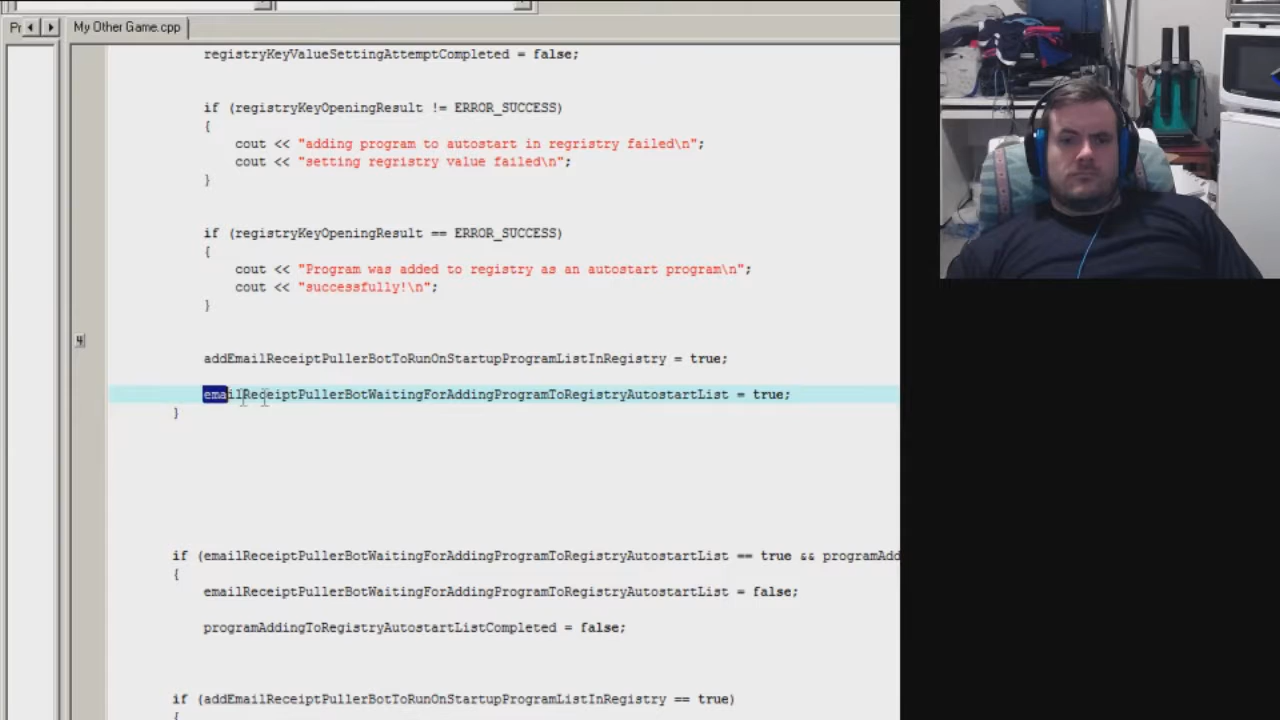 Pr
My Other Game.cpp
registryKeyValueSettingAttemptCompleted = false;
if (registryKeyOpeningResult != ERROR_SUCCESS)
{
cout << "adding program to autostart in regristry failed\n";
cout << "setting regristry value failed\n";
}
if (registryKeyOpeningResult == ERROR_SUCCESS)
{
cout << "Program was added to registry as an autostart program\n";
cout << "successfully!\n";
}
4
addEmailReceiptPullerBotToRunOnStartupProgramListInRegistry = true;
emailReceiptPullerBotWaitingForAddingProgramToRegistryAutostartList = true;
}
if (emailReceiptPullerBotWaitingForAddingProgramToRegistryAutostartList == true && programAdd
{
emailReceiptPullerBotWaitingForAddingProgramToRegistryAutostartList = false;
programAddingToRegistryAutostartListCompleted = false;
if (addEmailReceiptPullerBotToRunOnStartupProgramListInRegistry == true)
{